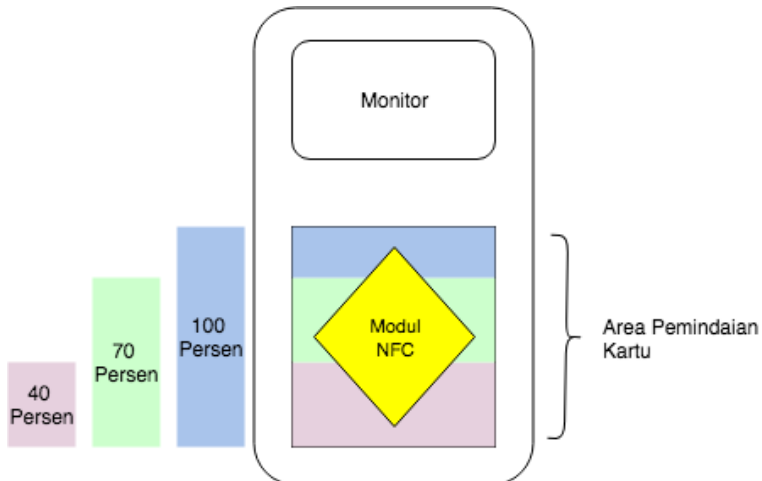 Monitor
100
Persen
70
Persen
40
Persen
Modul
NFC
Area Pemindaian
Kartu